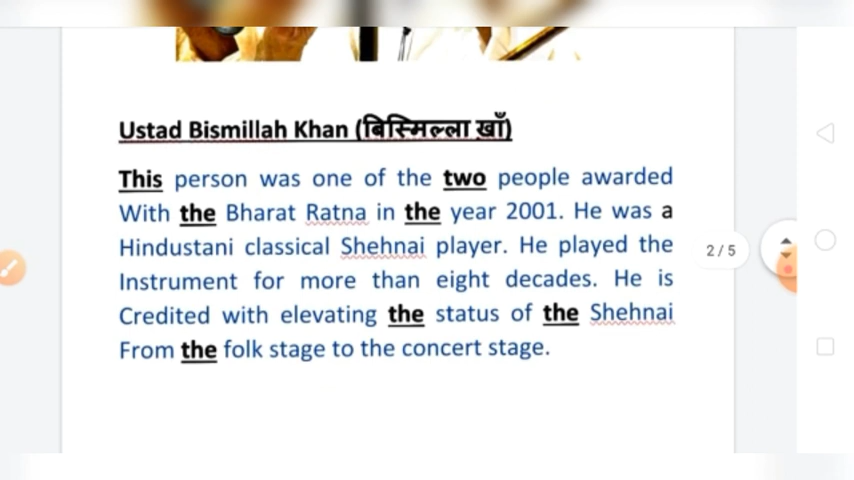 Ustad Bismillah Khan (बिस्मिल्ला खाँ)
This person was one of the two people awarded
With the Bharat Ratna in the year 2001. He was a
Hindustani classical Shehnai player. He played the
Instrument for more than eight decades. He is
Credited with elevating the status of the Shehnai
From the folk stage to the concert stage.
2/5